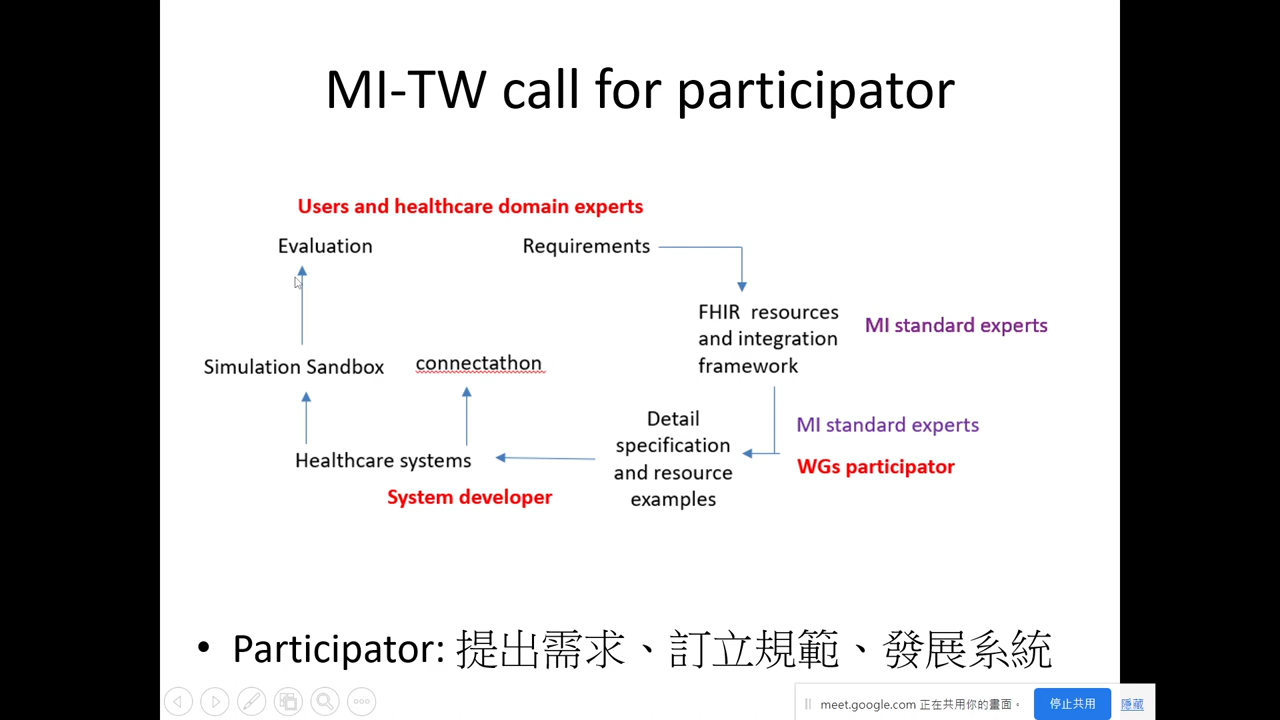 MI-TW call for participator
Users and healthcare domain experts
Evaluation
Requirements
FHIR resources
and integration
framework
MI standard experts
Simulation Sandbox
connectathon
Detail
specification
and resource
examples
MI standard experts
WGs participator
Healthcare systems
System developer
• Participator: 提出需求、訂立規範、發展系統
meet.google.com 正在共用你的畫面。
停止共用
隱藏